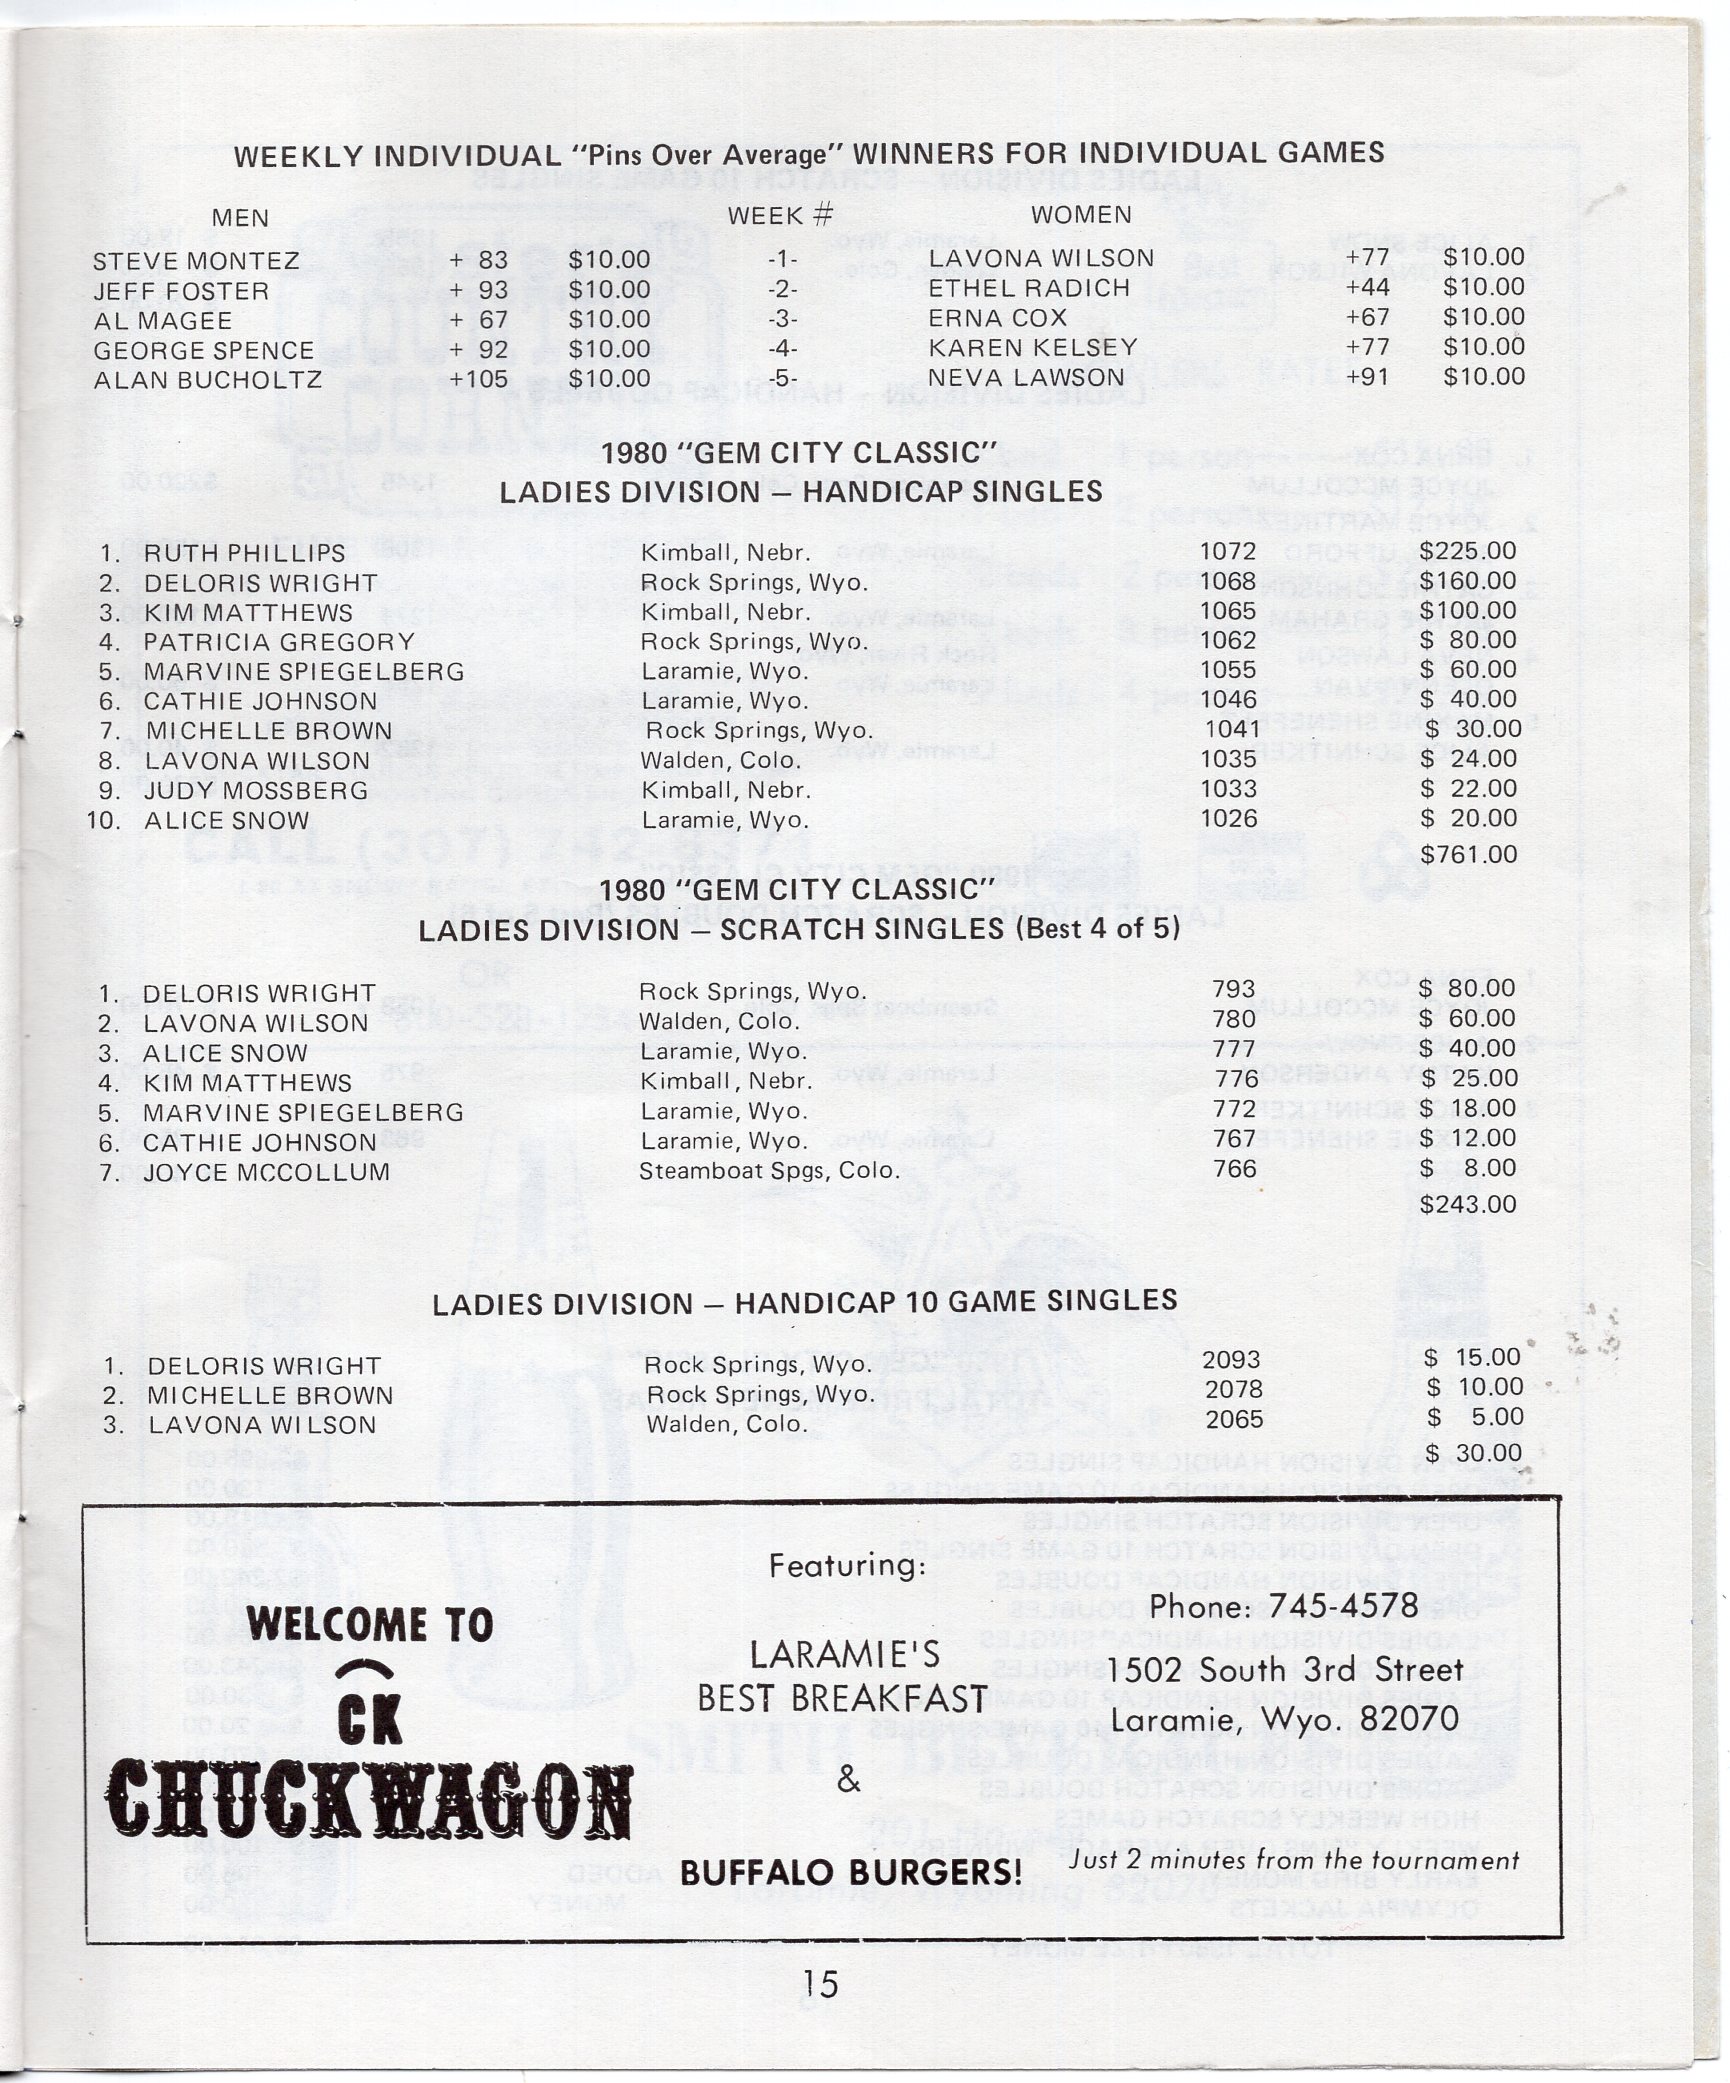 WEEKLY INDIVIDUAL "Pins Over Average" WINNERS FOR INDIVIDUAL GAMES
MEN WEEK # WOMEN
STEVE MONTEZ + 83 $10.00 -1- LAVONA WILSON +77 $10.00
JEFF FOSTER + 93 $10.00 -2- ETHEL RADICH +44 $10.00
AL MAGEE + 67 $10.00 -3- ERNA COX +67 $10.00
GEORGE SPENCE + 92 $10.00 -4- KAREN KELSEY +77 $10.00
ALAN BUCHOLTZ +105 $10.00 -5- NEVA LAWSON +91 $10.00
1980 "GEM CITY CLASSIC"
LADIES DIVISION – HANDICAP SINGLES
1. RUTH PHILLIPS Kimball, Nebr. 1072 $225.00
2. DELORIS WRIGHT Rock Springs, Wyo. 1068 $160.00
3. KIM MATTHEWS Kimball, Nebr. 1065 $100.00
4. PATRICIA GREGORY Rock Springs, Wyo. 1062 $ 80.00
5. MARVINE SPIEGELBERG Laramie, Wyo. 1055 $ 60.00
6. CATHIE JOHNSON Laramie, Wyo. 1046 $ 40.00
7. MICHELLE BROWN Rock Springs, Wyo. 1041 $ 30.00
8. LAVONA WILSON Walden, Colo. 1035 $ 24.00
9. JUDY MOSSBERG Kimball, Nebr. 1033 $ 22.00
10. ALICE SNOW Laramie, Wyo. 1026 $ 20.00
$761.00
1980 "GEM CITY CLASSIC"
LADIES DIVISION – SCRATCH SINGLES (Best 4 of 5)
1. DELORIS WRIGHT Rock Springs, Wyo. 793 $ 80.00
2. LAVONA WILSON Walden, Colo. 780 $ 60.00
3. ALICE SNOW Laramie, Wyo. 777 $ 40.00
4. KIM MATTHEWS Kimball, Nebr. 776 $ 25.00
5. MARVINE SPIEGELBERG Laramie, Wyo. 772 $ 18.00
6. CATHIE JOHNSON Laramie, Wyo. 767 $ 12.00
7. JOYCE MCCOLLUM Steamboat Spgs, Colo. 766 $ 8.00
$243.00
LADIES DIVISION – HANDICAP 10 GAME SINGLES
1. DELORIS WRIGHT Rock Springs, Wyo. 2093 $ 15.00
2. MICHELLE BROWN Rock Springs, Wyo. 2078 $ 10.00
3. LAVONA WILSON Walden, Colo. 2065 $ 5.00
$ 30.00
WELCOME TO
CK
CHUCKWAGON
Featuring:
LARAMIE'S
BEST BREAKFAST
&
BUFFALO BURGERS!
Phone: 745-4578
1502 South 3rd Street
Laramie, Wyo. 82070
Just 2 minutes from the tournament
15